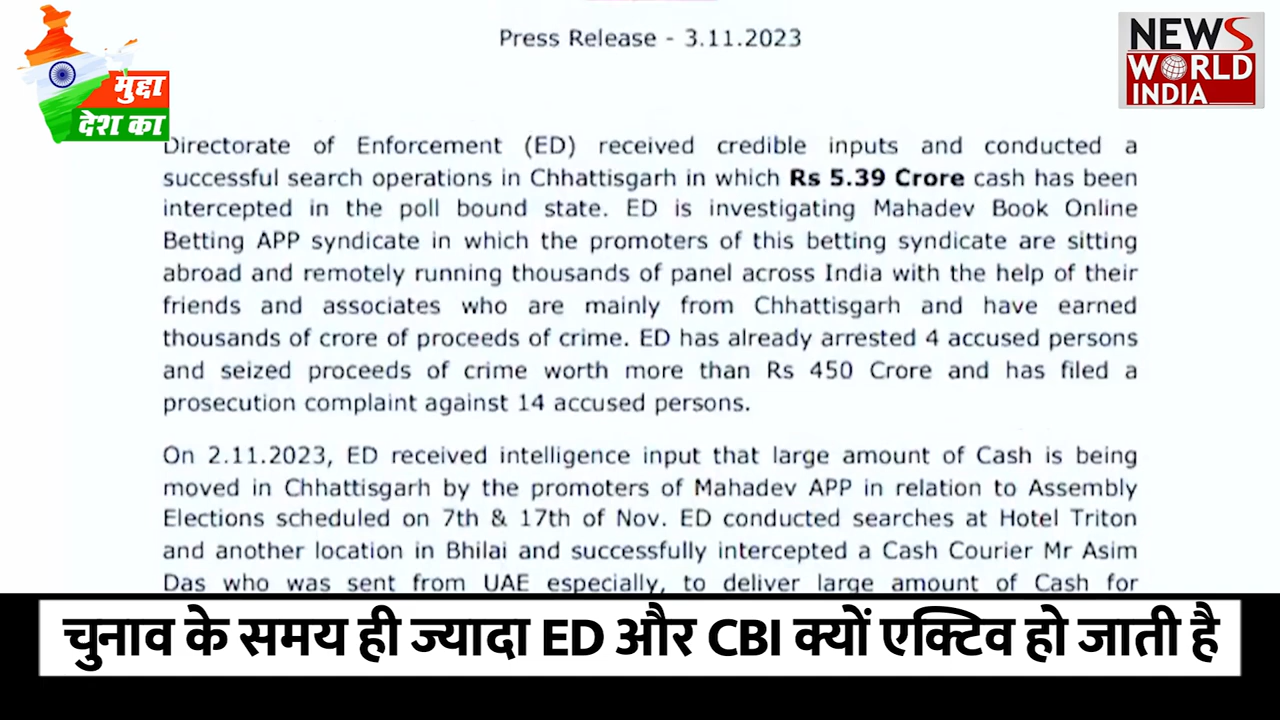 Press Release - 3.11.2023
मुद्दा
देश का
NEWS
WORLD
INDIA
Directorate of Enforcement (ED) received credible inputs and conducted a
successful search operations in Chhattisgarh in which Rs 5.39 Crore cash has been
intercepted in the poll bound state. ED is investigating Mahadev Book Online
Betting APP syndicate in which the promoters of this betting syndicate are sitting
abroad and remotely running thousands of panel across India with the help of their
friends and associates who are mainly from Chhattisgarh and have earned
thousands of crore of proceeds of crime. ED has already arrested 4 accused persons
and seized proceeds of crime worth more than Rs 450 Crore and has filed a
prosecution complaint against 14 accused persons.
On 2.11.2023, ED received intelligence input that large amount of Cash is being
moved in Chhattisgarh by the promoters of Mahadev APP in relation to Assembly
Elections scheduled on 7th & 17th of Nov. ED conducted searches at Hotel Triton
and another location in Bhilai and successfully intercepted a Cash Courier Mr Asim
Das who was sent from UAE especially, to deliver large amount of Cash for
चुनाव के समय ही ज्यादा ED और CBI क्यों एक्टिव हो जाती है